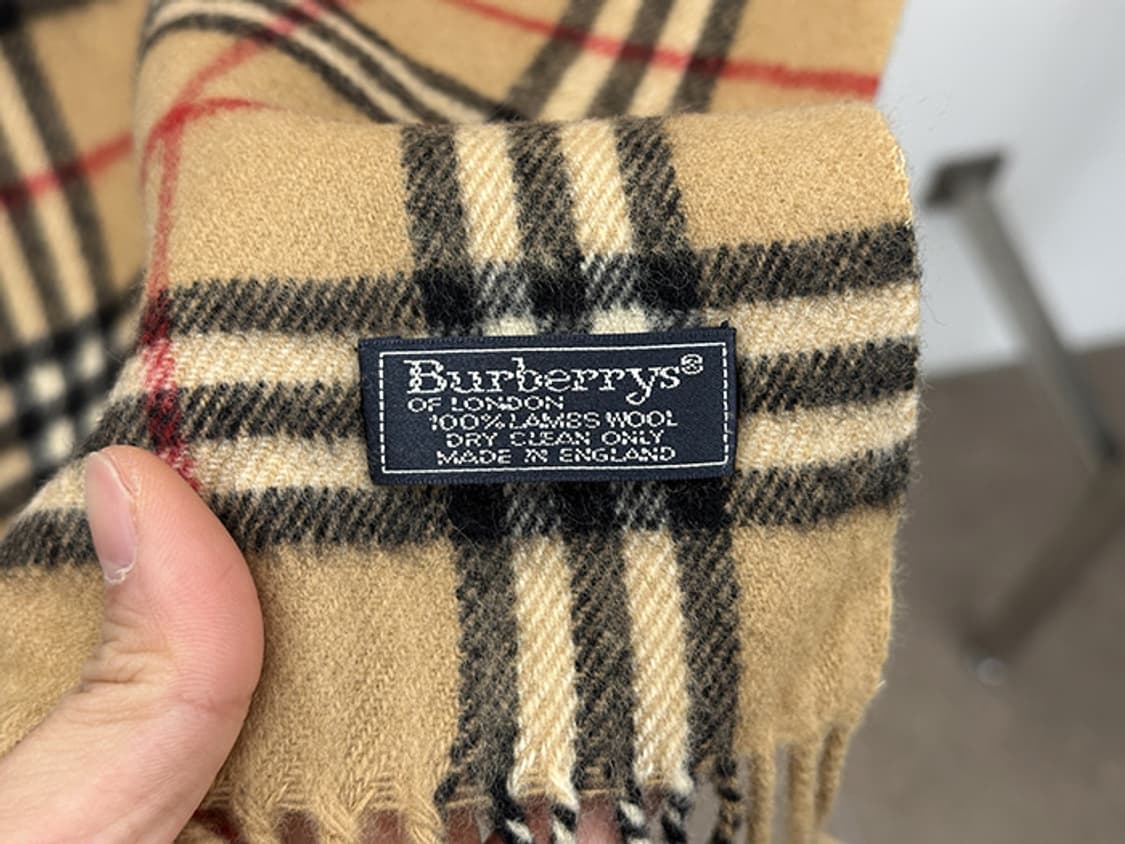 Burberrys®
OF LONDON
100% LAMBS WOOL
DRY CLEAN ONLY
MADE IN ENGLAND